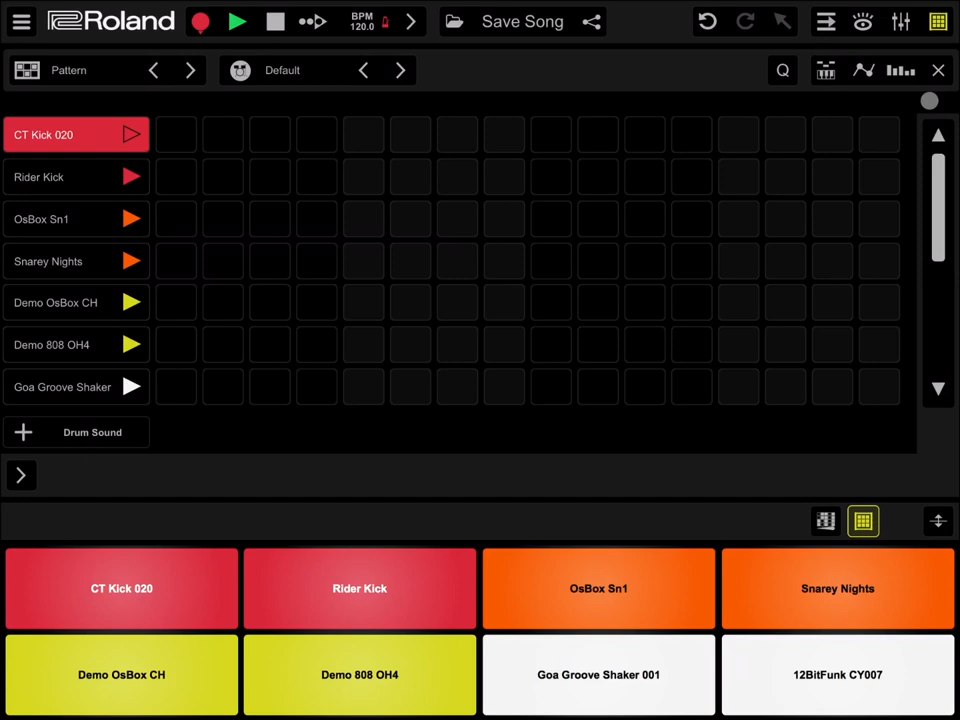 Roland
BPM
120.0
Save Song
Pattern
Default
Q
CT Kick 020
Rider Kick
OsBox Sn1
Snarey Nights
Demo OsBox CH
Demo 808 OH4
Goa Groove Shaker
Drum Sound
CT Kick 020
Rider Kick
OsBox Sn1
Snarey Nights
Demo OsBox CH
Demo 808 OH4
Goa Groove Shaker 001
12BitFunk CY007